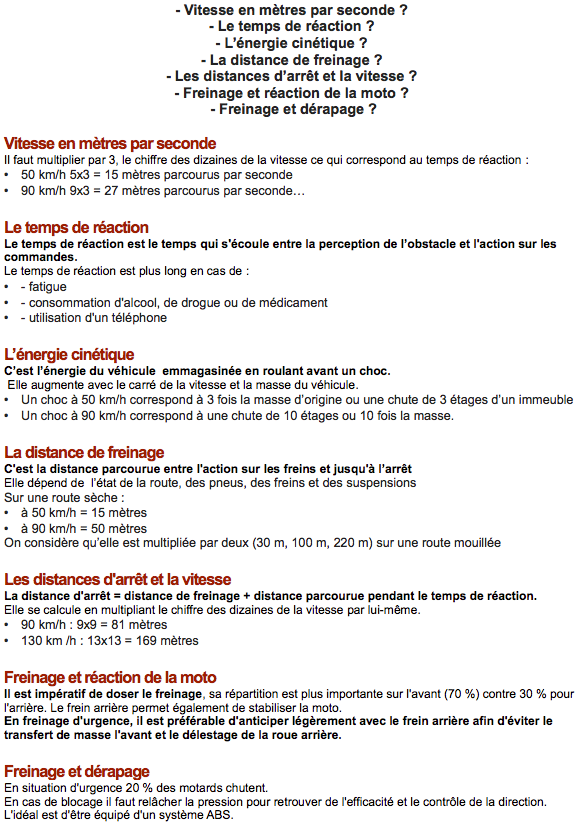 - Vitesse en mètres par seconde ?
- Le temps de réaction ?
- L'énergie cinétique ?
- La distance de freinage ?
- Les distances d'arrêt et la vitesse ?
- Freinage et réaction de la moto ?
- Freinage et dérapage ?
Vitesse en mètres par seconde
Il faut multiplier par 3, le chiffre des dizaines de la vitesse ce qui correspond au temps de réaction :
• 50 km/h 5x3 = 15 mètres parcourus par seconde
• 90 km/h 9x3 = 27 mètres parcourus par seconde…
Le temps de réaction
Le temps de réaction est le temps qui s'écoule entre la perception de l'obstacle et l'action sur les
commandes.
Le temps de réaction est plus long en cas de :
• - fatigue
• - consommation d'alcool, de drogue ou de médicament
• - utilisation d'un téléphone
L'énergie cinétique
C'est l'énergie du véhicule emmagasinée en roulant avant un choc.
Elle augmente avec le carré de la vitesse et la masse du véhicule.
• Un choc à 50 km/h correspond à 3 fois la masse d'origine ou une chute de 3 étages d'un immeuble
• Un choc à 90 km/h correspond à une chute de 10 étages ou 10 fois la masse.
La distance de freinage
C'est la distance parcourue entre l'action sur les freins et jusqu'à l'arrêt
Elle dépend de l'état de la route, des pneus, des freins et des suspensions
Sur une route sèche :
• à 50 km/h = 15 mètres
• à 90 km/h = 50 mètres
On considère qu'elle est multipliée par deux (30 m, 100 m, 220 m) sur une route mouillée
Les distances d'arrêt et la vitesse
La distance d'arrêt = distance de freinage + distance parcourue pendant le temps de réaction.
Elle se calcule en multipliant le chiffre des dizaines de la vitesse par lui-même.
• 90 km/h : 9x9 = 81 mètres
• 130 km /h : 13x13 = 169 mètres
Freinage et réaction de la moto
Il est impératif de doser le freinage, sa répartition est plus importante sur l'avant (70 %) contre 30 % pour
l'arrière. Le frein arrière permet également de stabiliser la moto.
En freinage d'urgence, il est préférable d'anticiper légèrement avec le frein arrière afin d'éviter le
transfert de masse l'avant et le délestage de la roue arrière.
Freinage et dérapage
En situation d'urgence 20 % des motards chutent.
En cas de blocage il faut relâcher la pression pour retrouver de l'efficacité et le contrôle de la direction.
L'idéal est d'être équipé d'un système ABS.